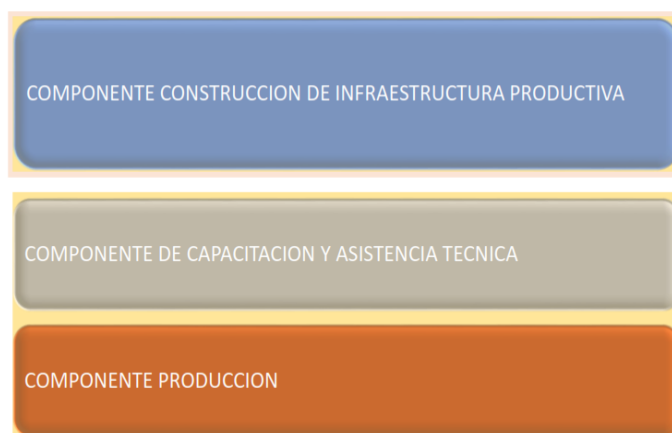 COMPONENTE CONSTRUCCION DE INFRAESTRUCTURA PRODUCTIVA
COMPONENTE DE CAPACITACION Y ASISTENCIA TECNICA
COMPONENTE PRODUCCION